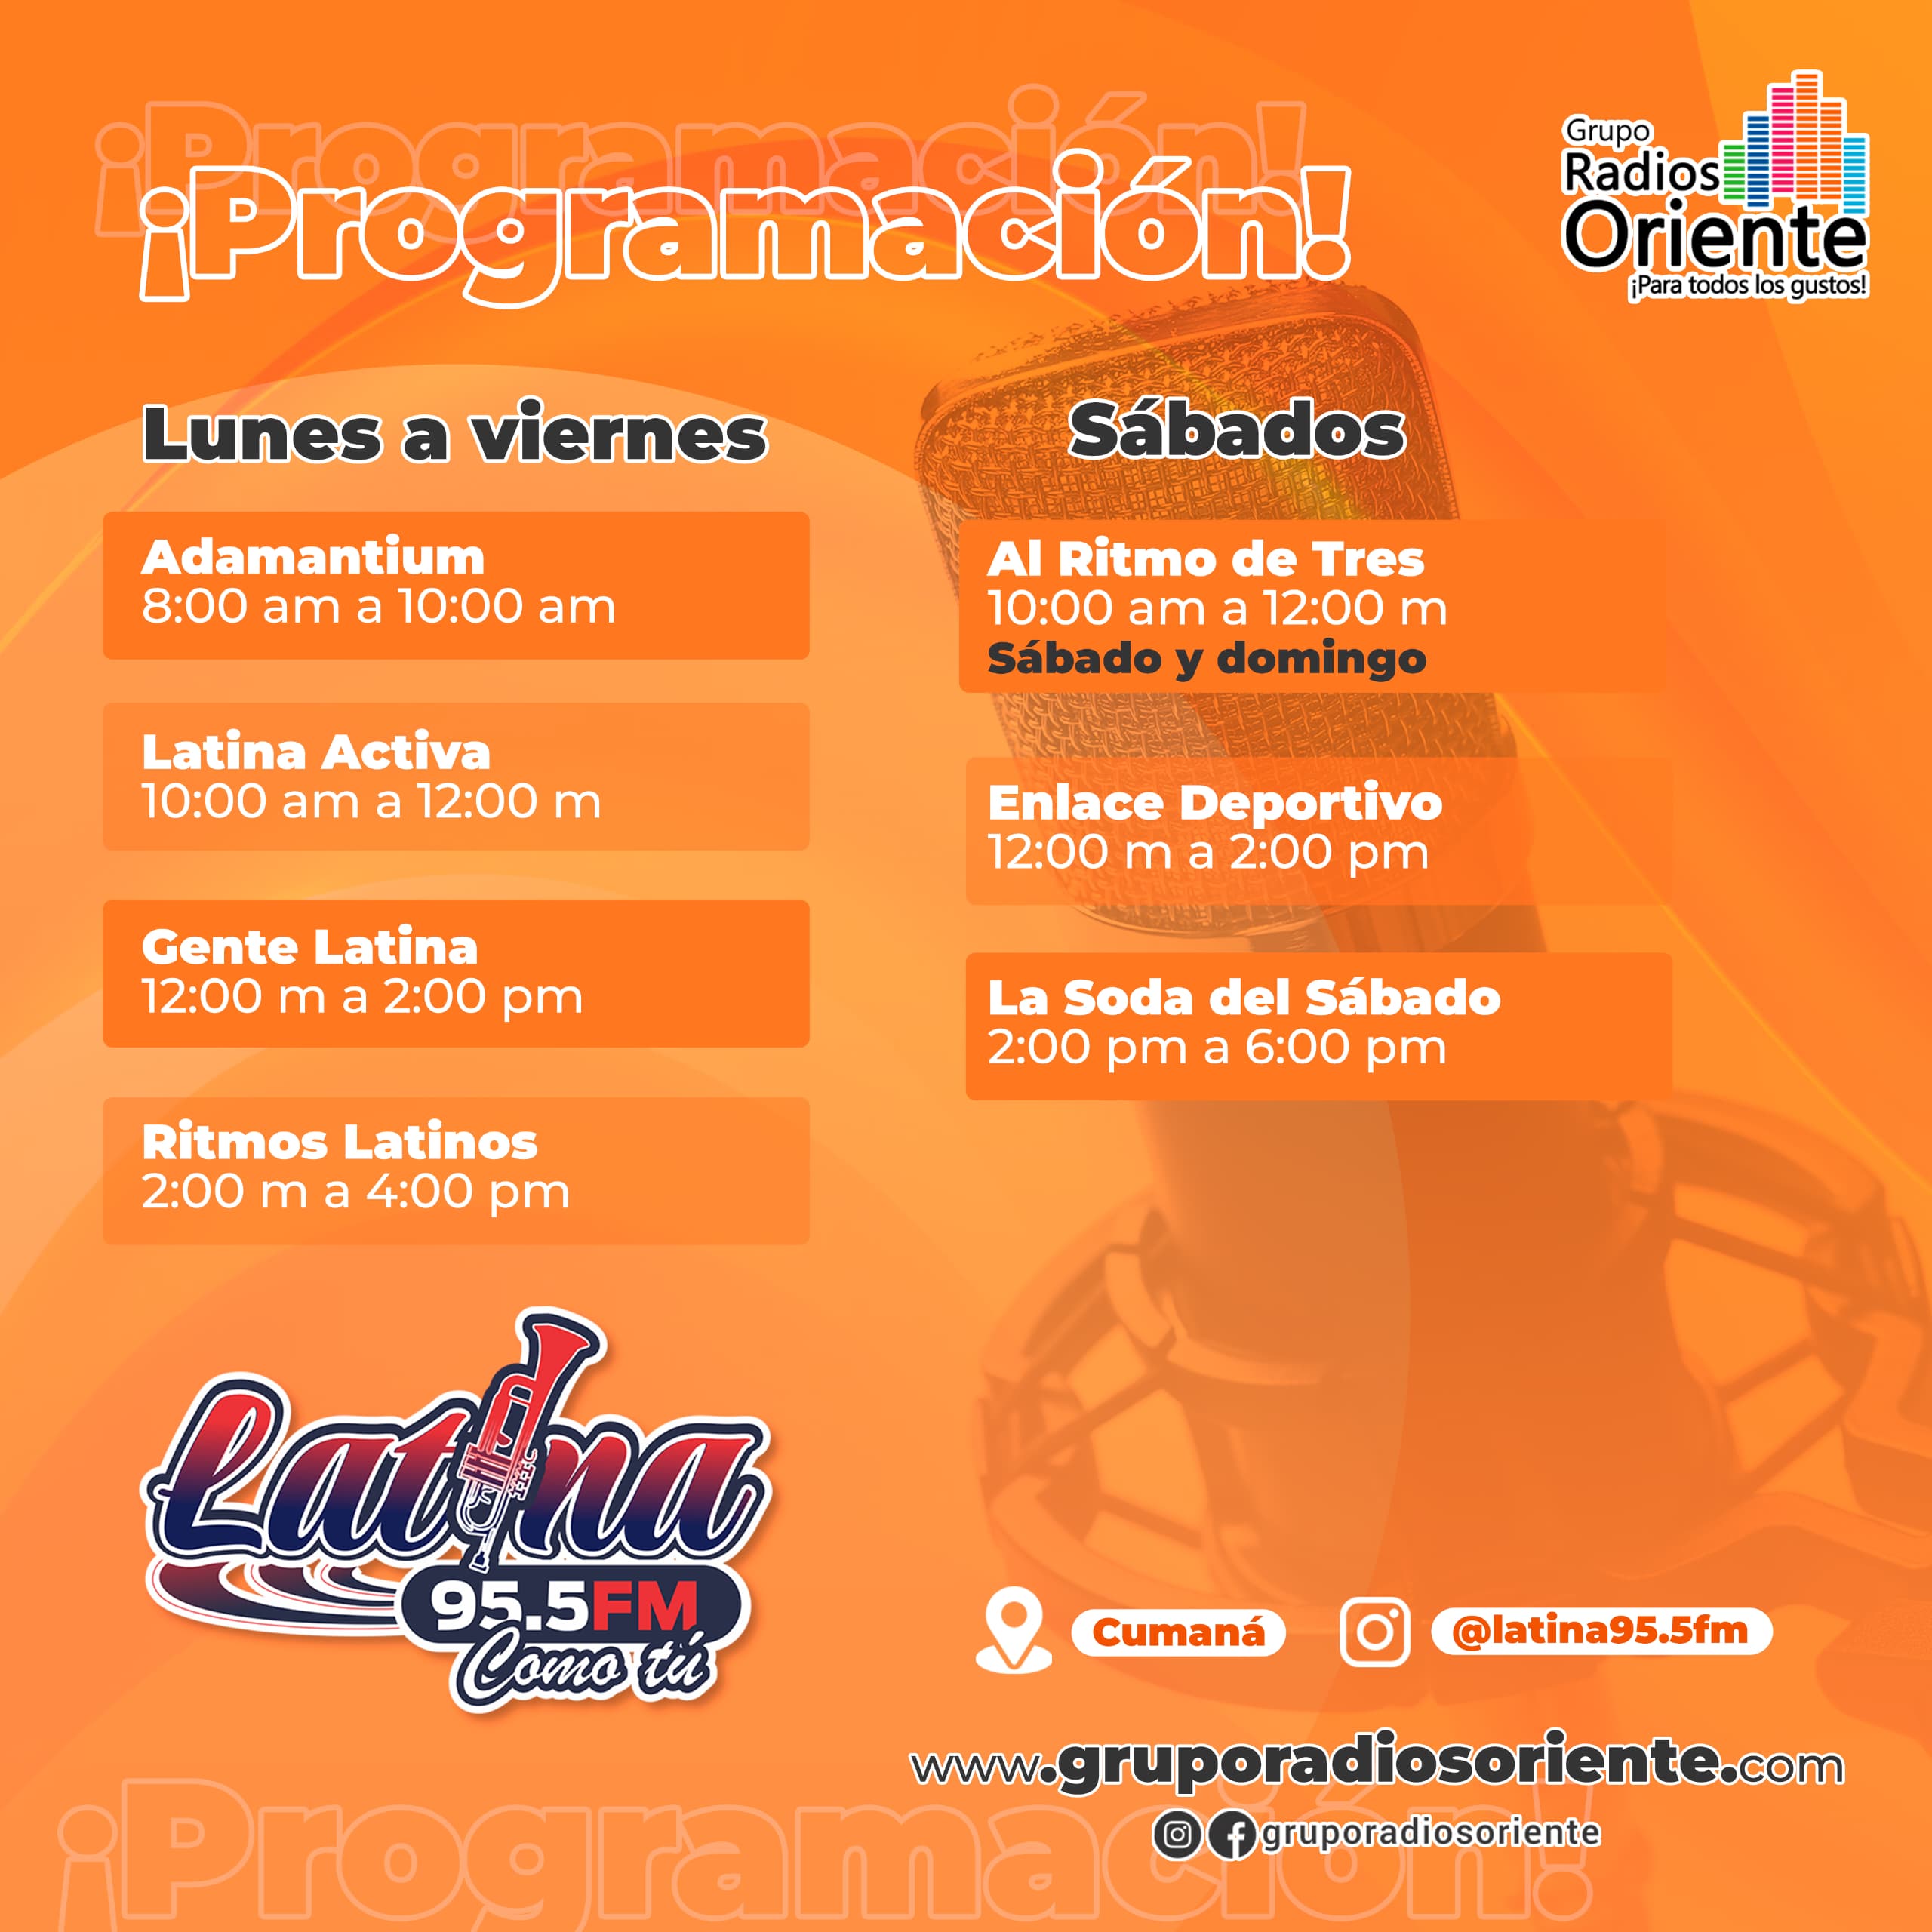 ¡Programación!
¡Programación!
Grupo
Radios
Oriente
¡Para todos los gustos!
Lunes a viernes
Adamantium
8:00 am a 10:00 am
Latina Activa
10:00 am a 12:00 m
Gente Latina
12:00 m a 2:00 pm
Ritmos Latinos
2:00 m a 4:00 pm
Sábados
Al Ritmo de Tres
10:00 am a 12:00 m
Sábado y domingo
Enlace Deportivo
12:00 m a 2:00 pm
La Soda del Sábado
2:00 pm a 6:00 pm
Latina
95.5FM
Como tú
Cumaná
@latina95.5fm
www.gruporadiosoriente.com
gruporadiosoriente
¡Programación!